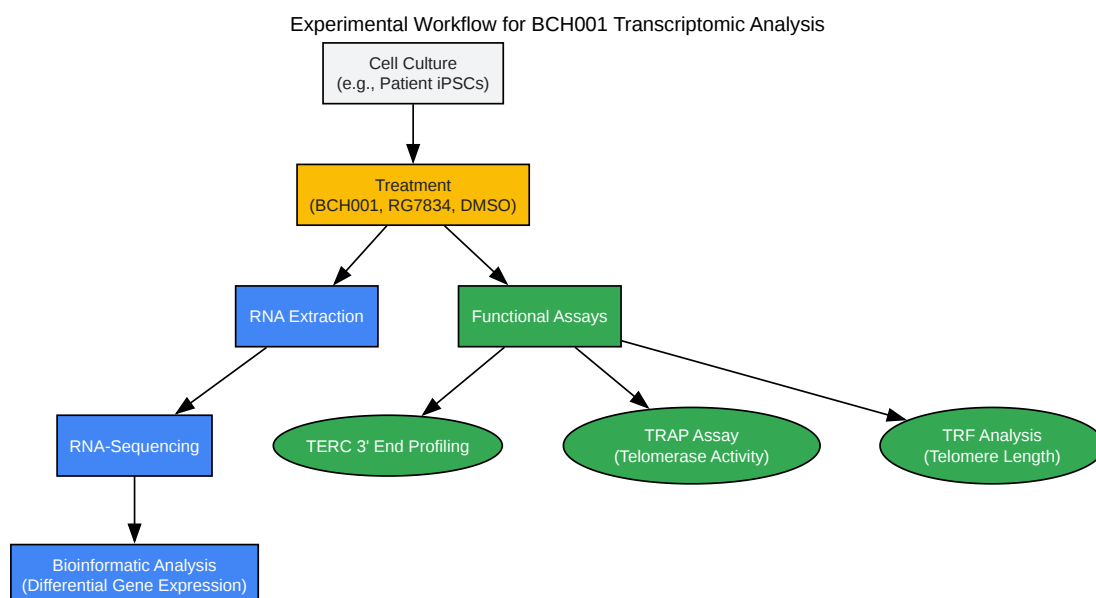 Experimental Workflow for BCH001 Transcriptomic Analysis
Cell Culture
(e.g., Patient iPSCs)
Treatment
(BCH001, RG7834, DMSO)
RNA Extraction
Functional Assays
RNA-Sequencing
TERC 3' End Profiling
TRAP Assay
(Telomerase Activity)
TRF Analysis
(Telomere Length)
Bioinformatic Analysis
(Differential Gene Expression)